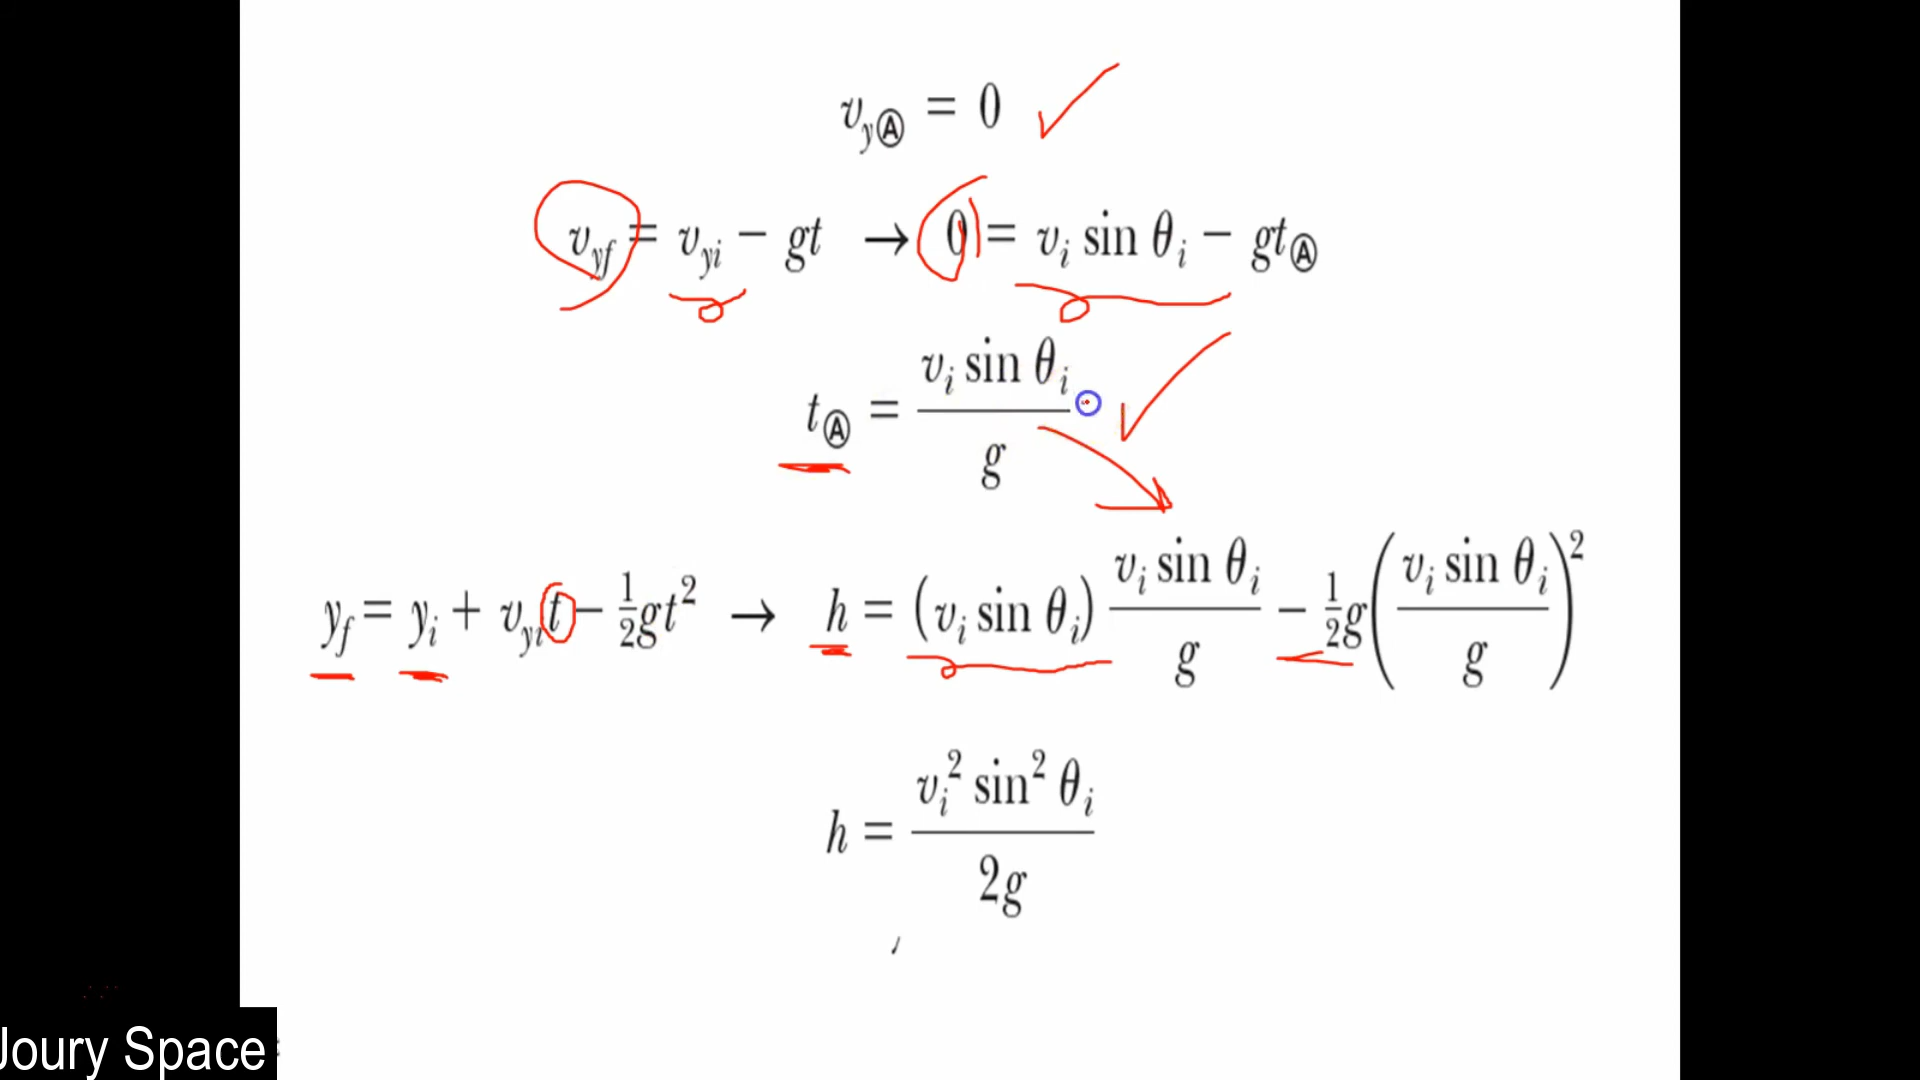 v_yⒶ = 0
v_yf = v_yi − gt → 0 = v_i sin θ_i − gt_Ⓐ
t_Ⓐ = v_i sin θ_i / g
y_f = y_i + v_yi t − ½gt² → h = (v_i sin θ_i) v_i sin θ_i / g − ½g(v_i sin θ_i / g)²
h = v_i² sin² θ_i / 2g
Joury Space